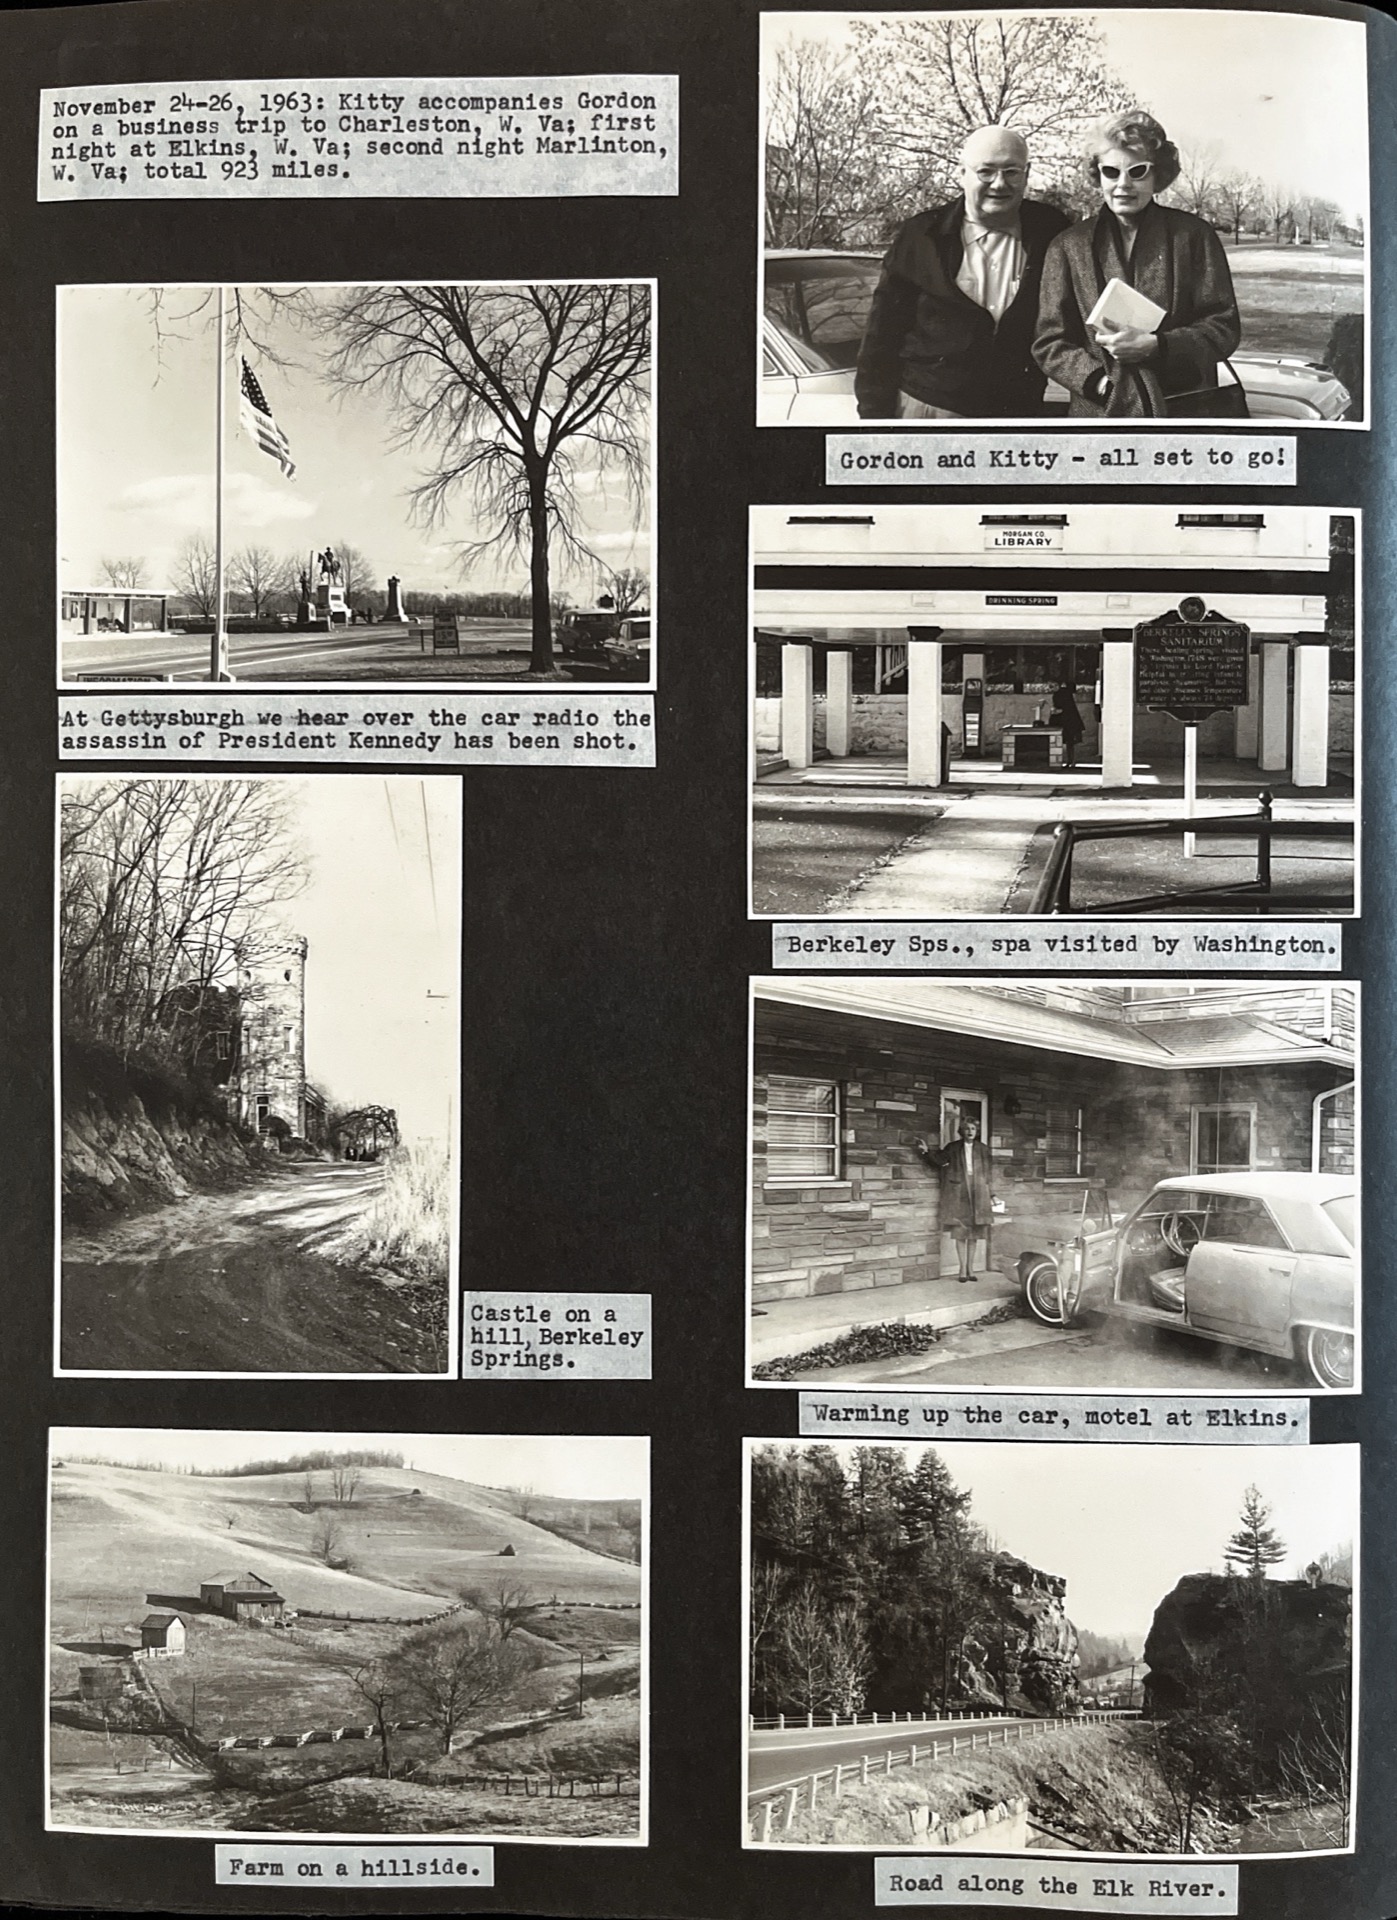 November 24-26, 1963: Kitty accompanies Gordon
on a business trip to Charleston, W. Va; first
night at Elkins, W. Va; second night Marlinton,
W. Va; total 923 miles.
Gordon and Kitty - all set to go!
INFORMATION
At Gettysburgh we hear over the car radio the
assassin of President Kennedy has been shot.
MORGAN CO.
LIBRARY
DRINKING SPRING
BERKELEY SPRINGS
SANITARIUM
Berkeley Sps., spa visited by Washington.
Castle on a
hill, Berkeley
Springs.
Warming up the car, motel at Elkins.
Farm on a hillside.
Road along the Elk River.